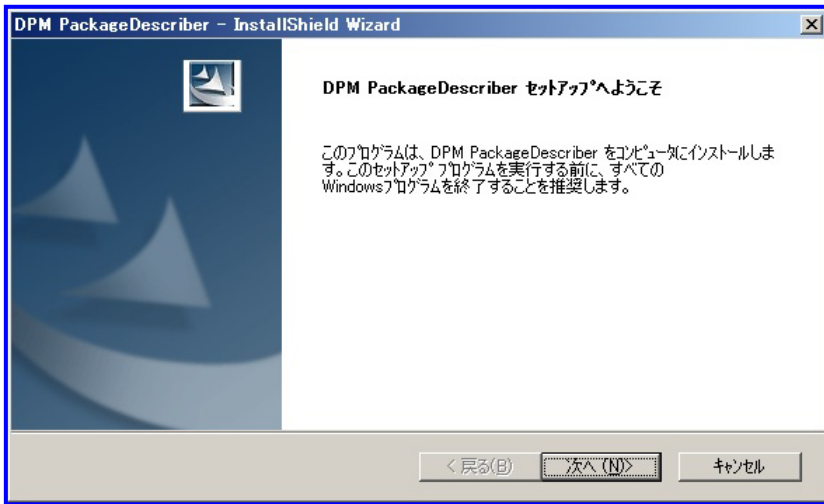 DPM PackageDescriber - InstallShield Wizard
DPM PackageDescriber ｾｯﾄｱｯﾌﾟへようこそ
このﾌﾟﾛｸﾞﾗﾑは、DPM PackageDescriber をｺﾝﾋﾟｭｰﾀにｲﾝｽﾄｰﾙしま
す。このｾｯﾄｱｯﾌﾟ ﾌﾟﾛｸﾞﾗﾑを実行する前に、すべての
Windowsﾌﾟﾛｸﾞﾗﾑを終了することを推奨します。
< 戻る(B)
次へ (N)>
ｷｬﾝｾﾙ